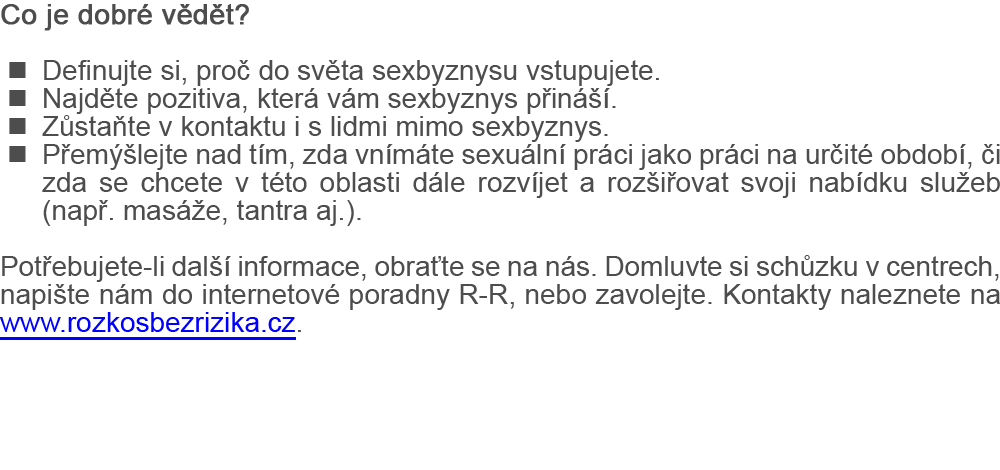 Co je dobré vědět?
■ Definujte si, proč do světa sexbyznysu vstupujete.
■ Najděte pozitiva, která vám sexbyznys přináší.
■ Zůstaňte v kontaktu i s lidmi mimo sexbyznys.
■ Přemýšlejte nad tím, zda vnímáte sexuální práci jako práci na určité období, či
zda se chcete v této oblasti dále rozvíjet a rozšiřovat svoji nabídku služeb
(např. masáže, tantra aj.).
Potřebujete-li další informace, obraťte se na nás. Domluvte si schůzku v centrech,
napište nám do internetové poradny R-R, nebo zavolejte. Kontakty naleznete na
www.rozkosbezrizika.cz.